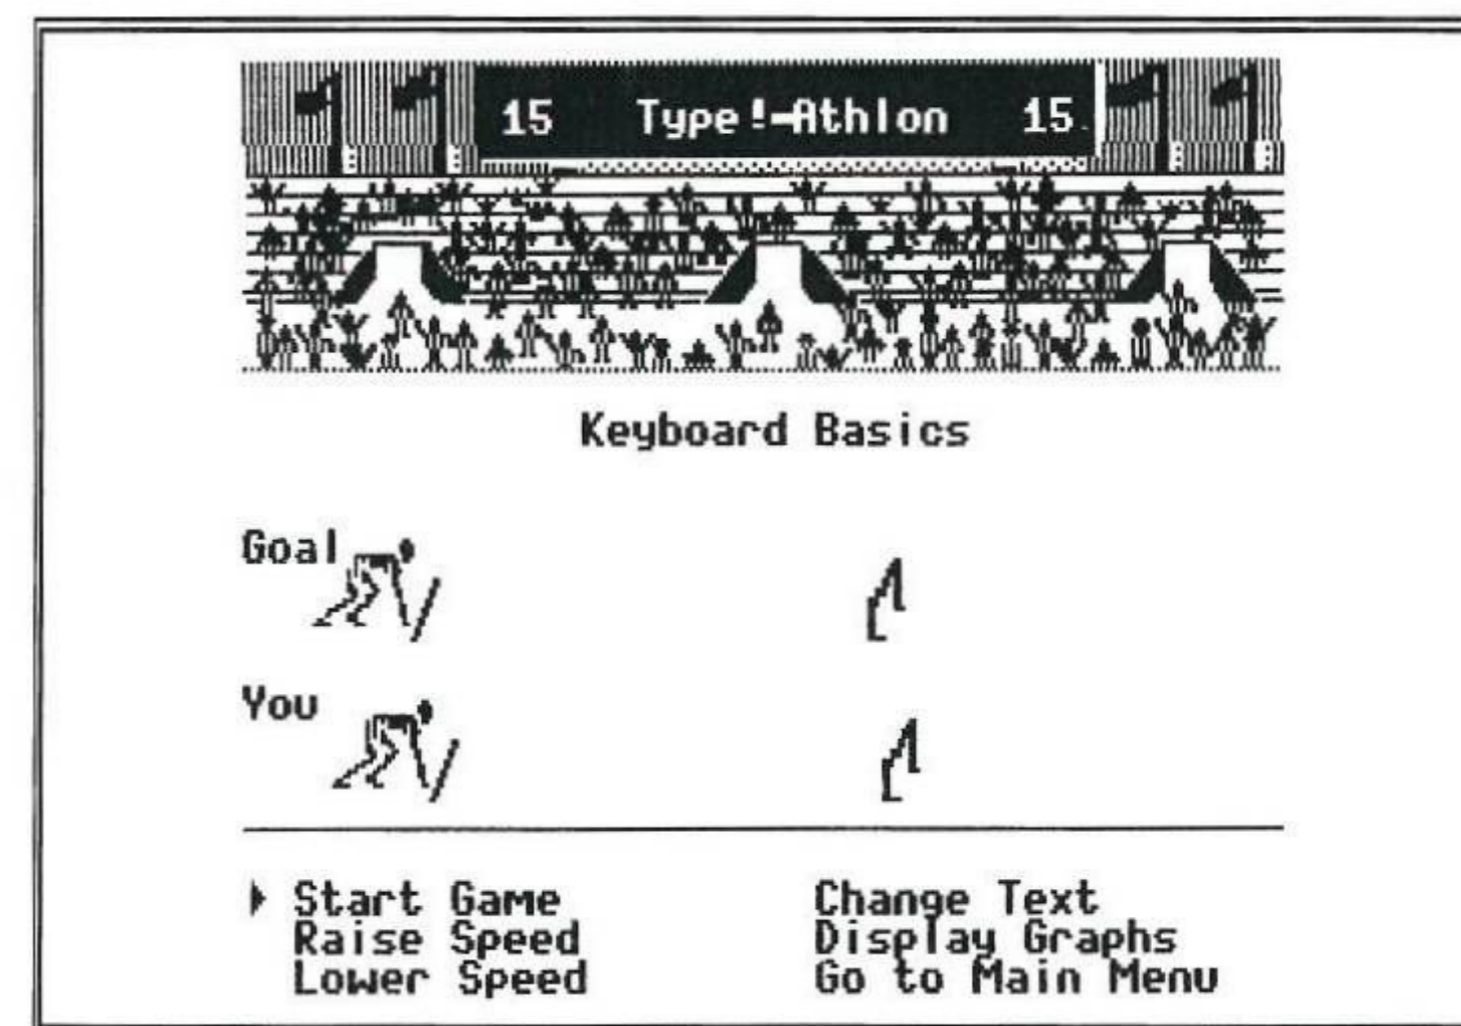 15 Type!-Athlon 15
Keyboard Basics
Goal
You
Start Game
Raise Speed
Lower Speed
Change Text
Display Graphs
Go to Main Menu